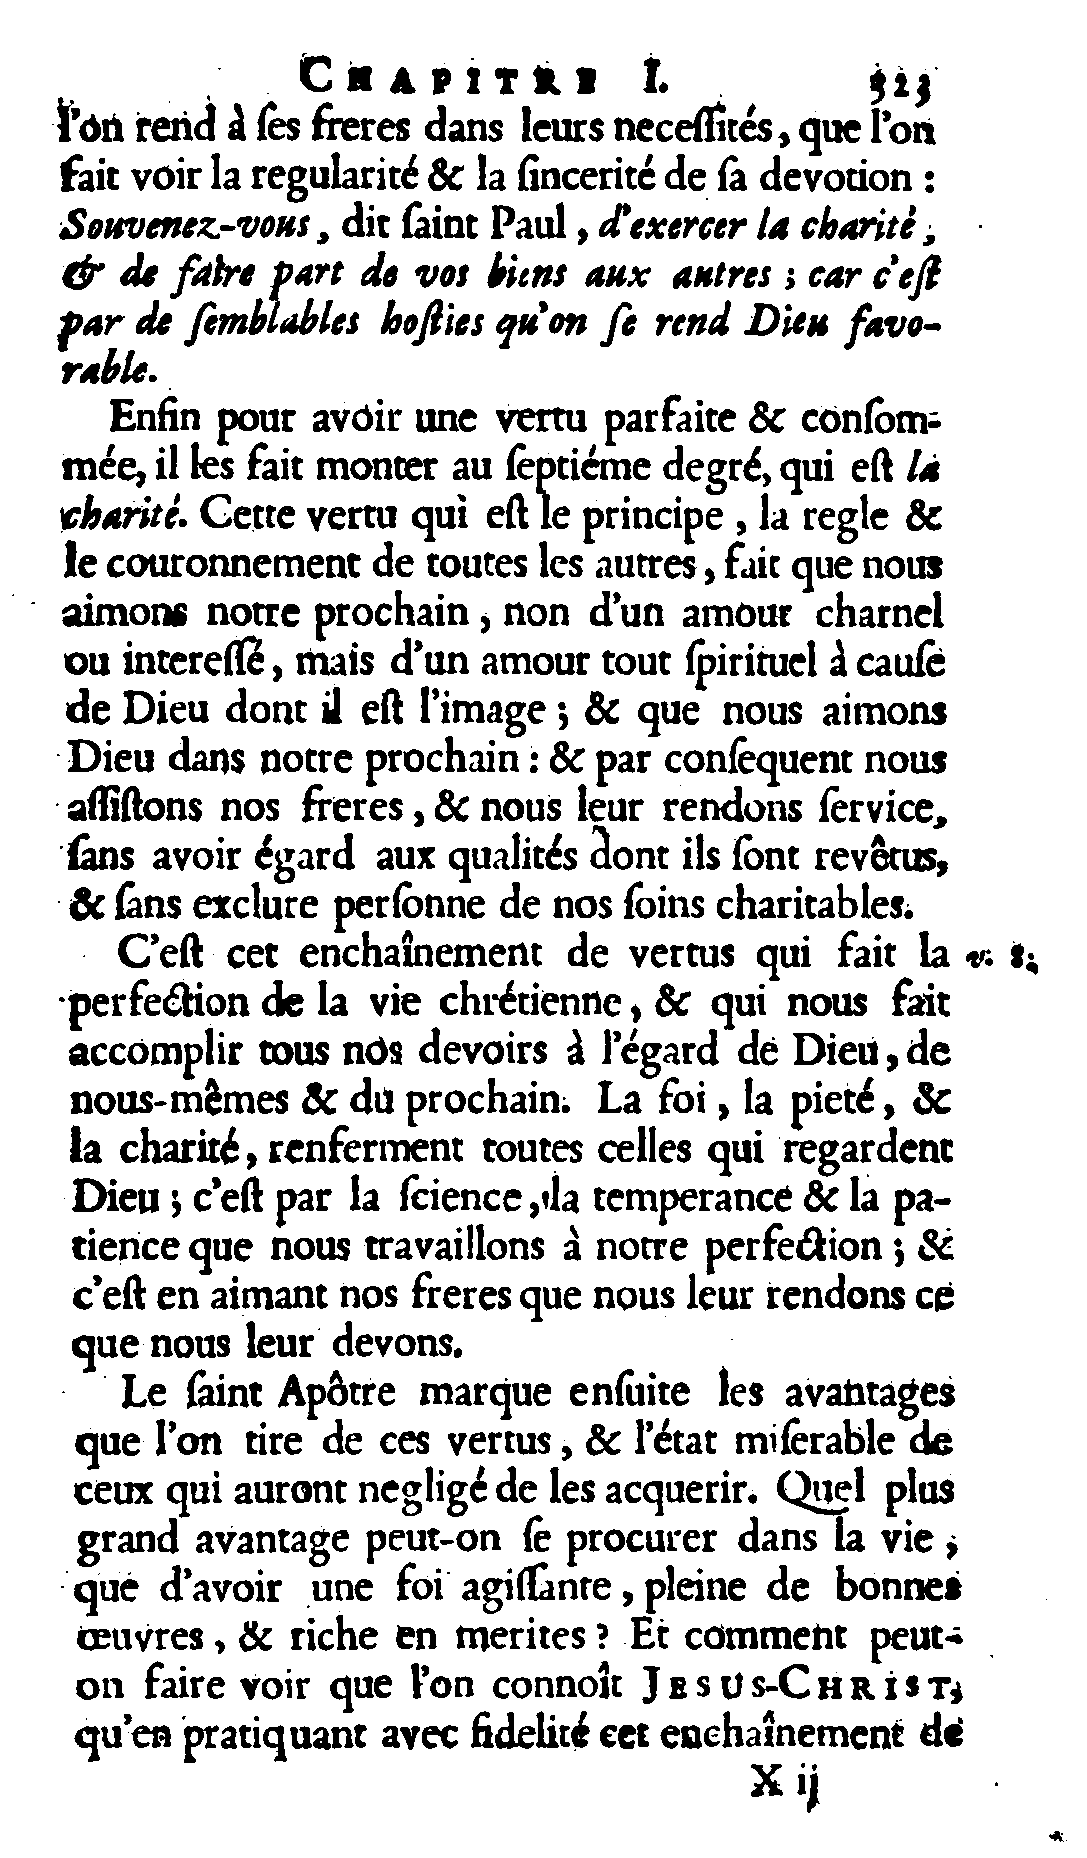 CHAPITRE I. 323
l'on rend à ſes freres dans leurs neceſſités, que l'on
fait voir la regularité & la ſincerité de ſa devotion :
Souvenez-vous, dit ſaint Paul, d'exercer la charité,
& de faire part de vos biens aux autres ; car c'eſt
par de ſemblables hoſties qu'on ſe rend Dieu favo-
rable.
Enfin pour avoir une vertu parfaite & conſom-
mée, il les fait monter au ſeptiéme degré, qui eſt la
charité. Cette vertu qui eſt le principe, la regle &
le couronnement de toutes les autres, fait que nous
aimons notre prochain, non d'un amour charnel
ou intereſſé, mais d'un amour tout ſpirituel à cauſe
de Dieu dont il eſt l'image ; & que nous aimons
Dieu dans notre prochain : & par conſequent nous
aſſiſtons nos freres, & nous leur rendons ſervice,
ſans avoir égard aux qualités dont ils ſont revêtus,
& ſans exclure perſonne de nos ſoins charitables.
C'eſt cet enchaînement de vertus qui fait la v. 8.
perfection de la vie chrétienne, & qui nous fait
accomplir tous nos devoirs à l'égard de Dieu, de
nous-mêmes & du prochain. La foi, la pieté, &
la charité, renferment toutes celles qui regardent
Dieu ; c'eſt par la ſcience, la temperance & la pa-
tience que nous travaillons à notre perfection ; &
c'eſt en aimant nos freres que nous leur rendons ce
que nous leur devons.
Le ſaint Apôtre marque enſuite les avantages
que l'on tire de ces vertus, & l'état miſerable de
ceux qui auront negligé de les acquerir. Quel plus
grand avantage peut-on ſe procurer dans la vie,
que d'avoir une foi agiſſante, pleine de bonnes
œuvres, & riche en merites ? Et comment peut-
on faire voir que l'on connoît JESUS-CHRIST,
qu'en pratiquant avec fidelité cet enchaînement de
X ij